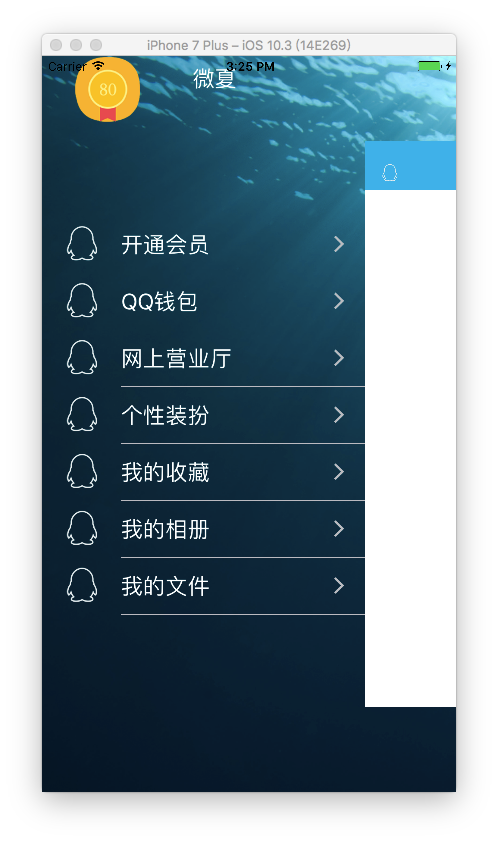 iPhone 7 Plus – iOS 10.3 (14E269)
Carrier 3:25 PM
80
微夏
开通会员
QQ钱包
网上营业厅
个性装扮
我的收藏
我的相册
我的文件